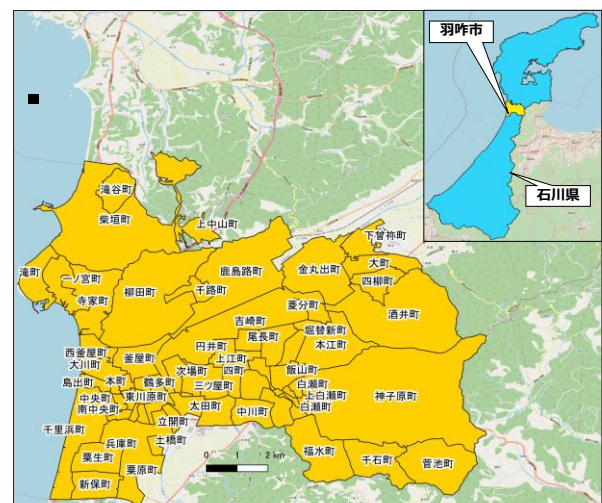 羽咋市
石川県
滝谷町
柴垣町
上中山町
下曽祢町
滝町
一ノ宮町
寺家町
柳田町
千路町
鹿島路町
金丸出町
大町
四柳町
酒井町
菱分町
吉崎町
尾長町
堀替新町
本江町
西釜屋町
大川町
釜屋町
円井町
上江町
次場町
四町
飯山町
島出町
本町
鶴多町
三ツ屋町
白瀬町
上白瀬町
白瀬町
神子原町
中央町
南中央町
東川原町
太田町
中川町
千里浜町
立開町
土橋町
兵庫町
粟生町
粟原町
新保町
福水町
千石町
菅池町
0 1 2 km